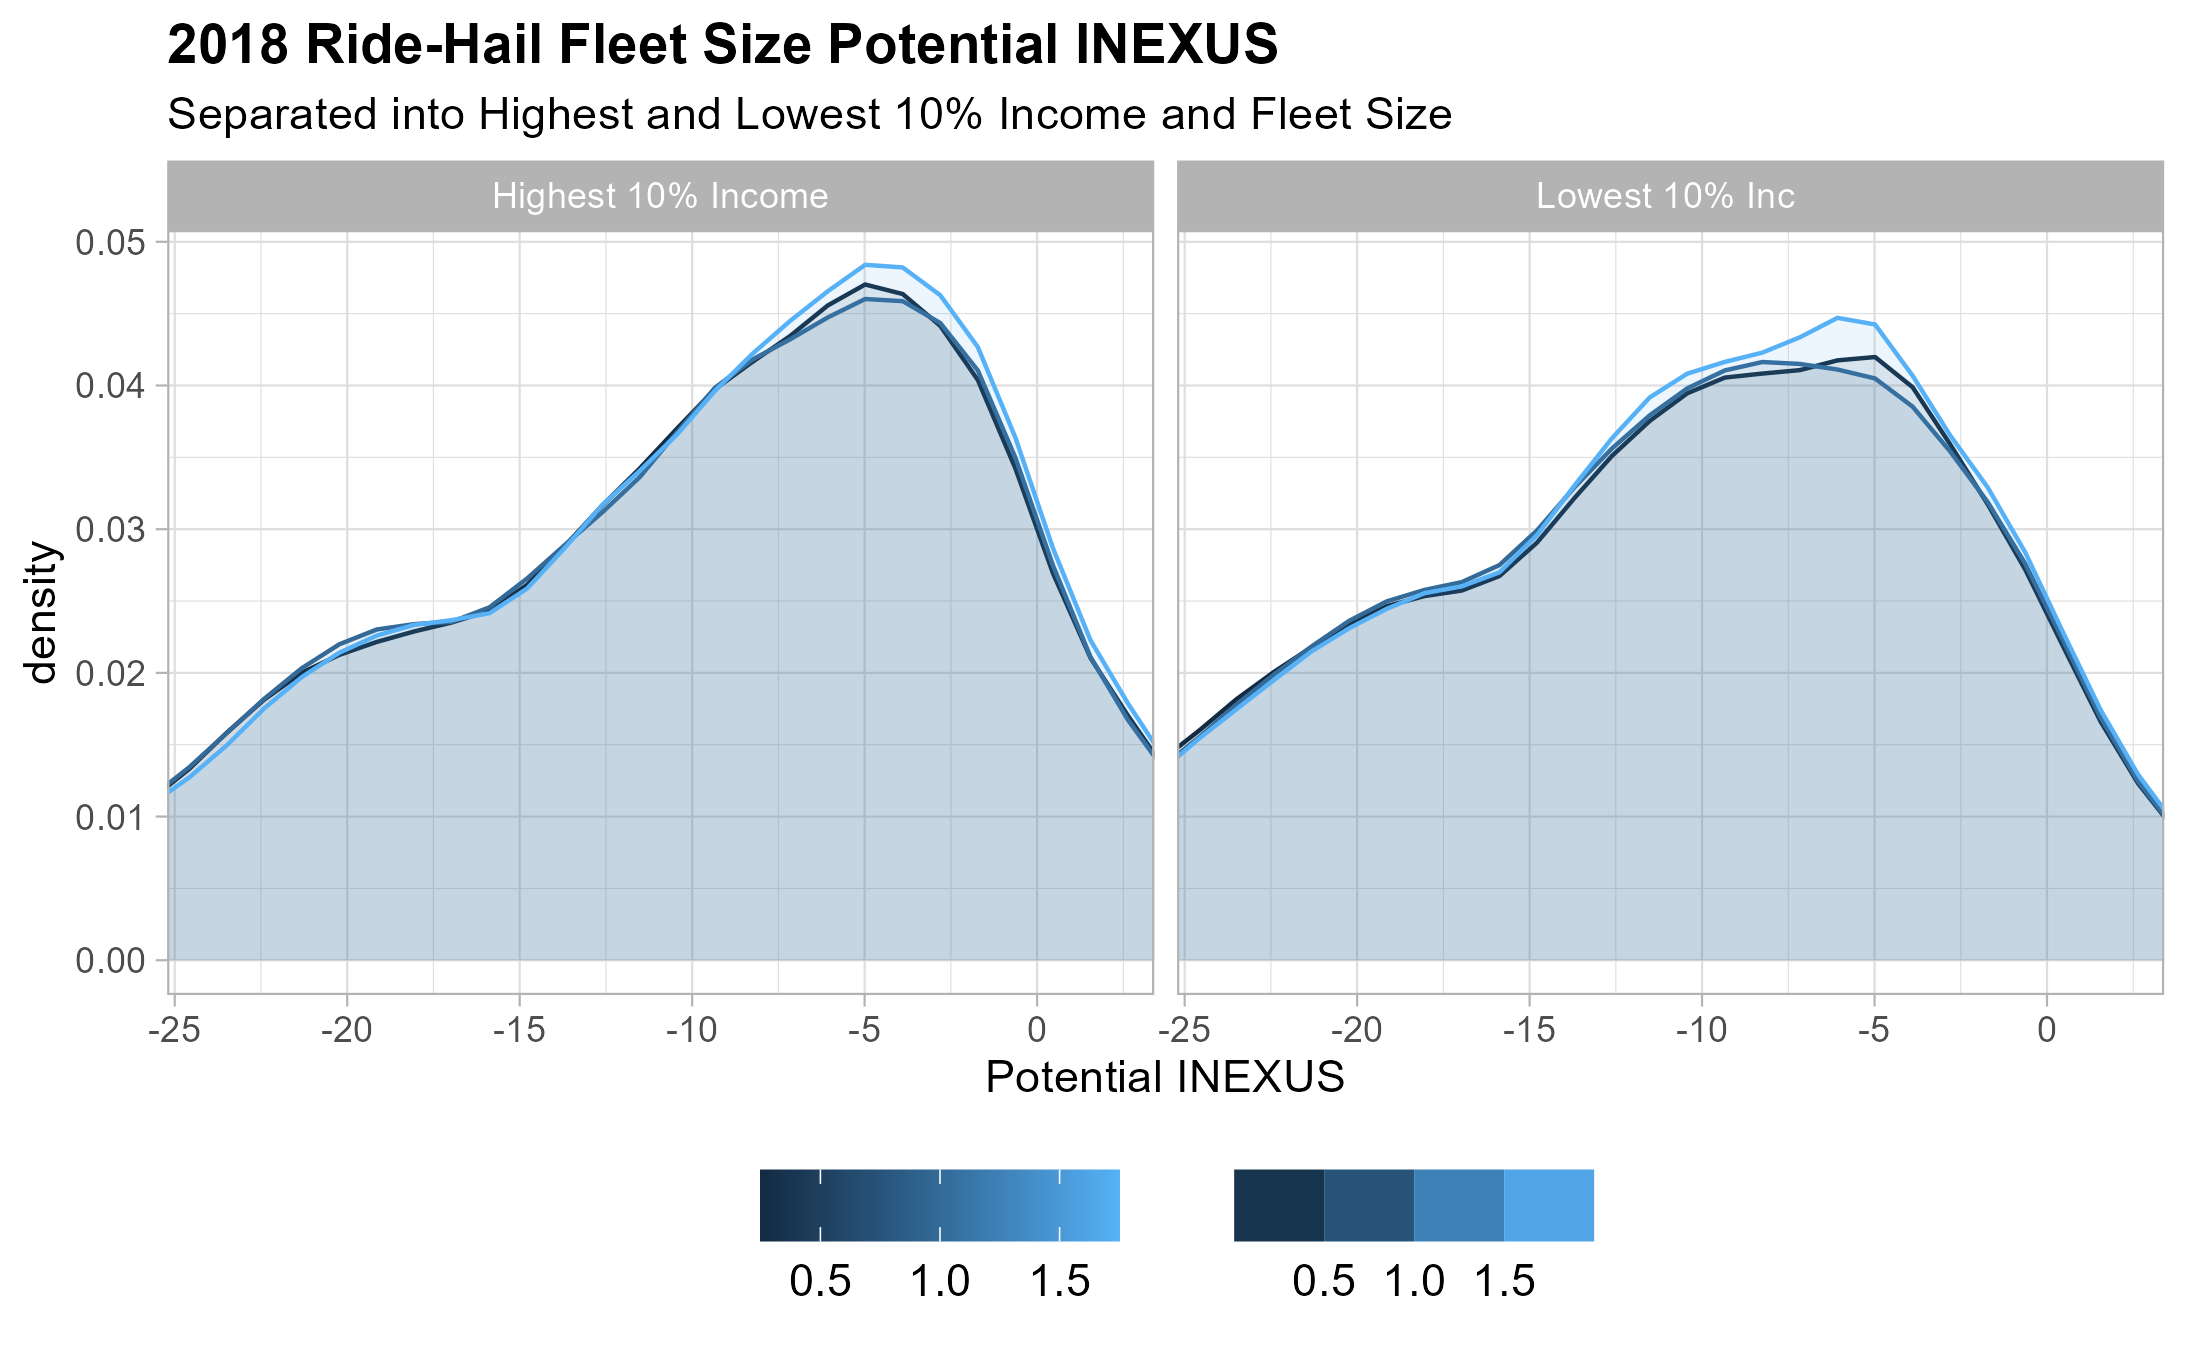 2018 Ride-Hail Fleet Size Potential INEXUS
Separated into Highest and Lowest 10% Income and Fleet Size
Highest 10% Income
Lowest 10% Inc
density
0.05
0.04
0.03
0.02
0.01
0.00
-25 -20 -15 -10 -5 0
-25 -20 -15 -10 -5 0
Potential INEXUS
0.5 1.0 1.5
0.5 1.0 1.5